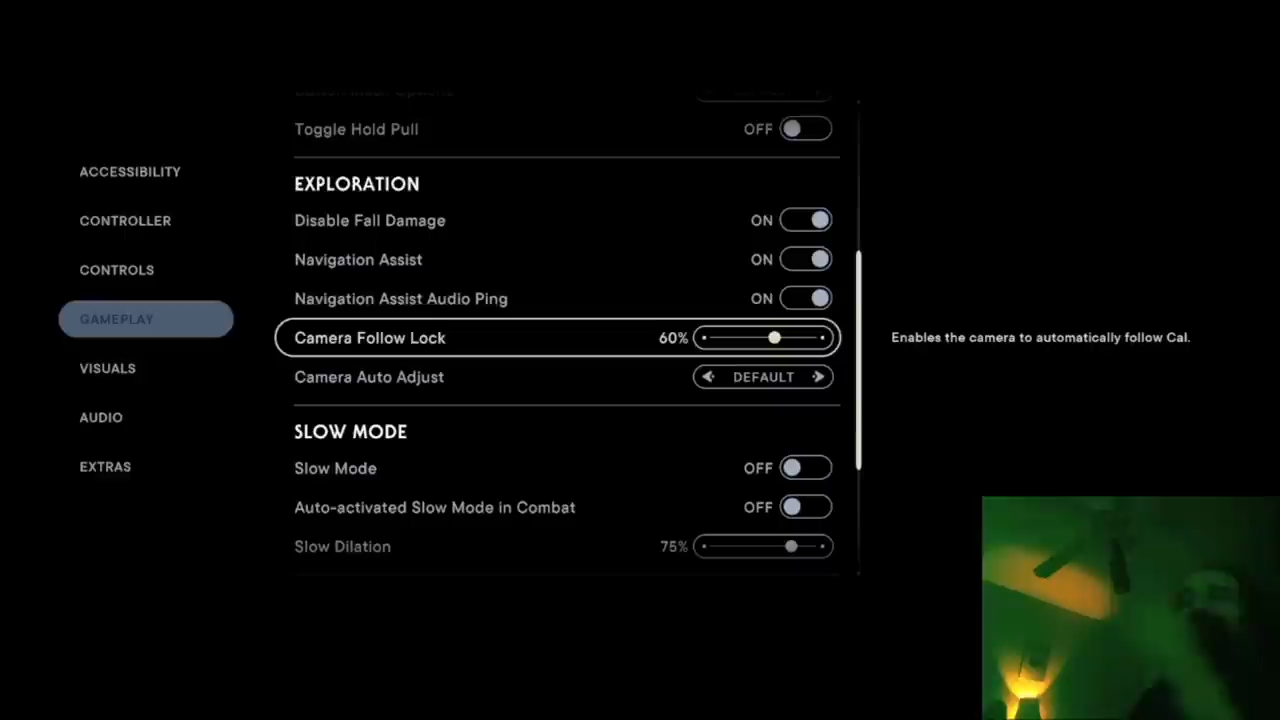 Toggle Hold Pull OFF
ACCESSIBILITY
EXPLORATION
CONTROLLER
Disable Fall Damage ON
Navigation Assist ON
CONTROLS
Navigation Assist Audio Ping ON
GAMEPLAY
Camera Follow Lock 60%
Enables the camera to automatically follow Cal.
VISUALS
Camera Auto Adjust DEFAULT
AUDIO
SLOW MODE
EXTRAS
Slow Mode OFF
Auto-activated Slow Mode in Combat OFF
Slow Dilation 75%